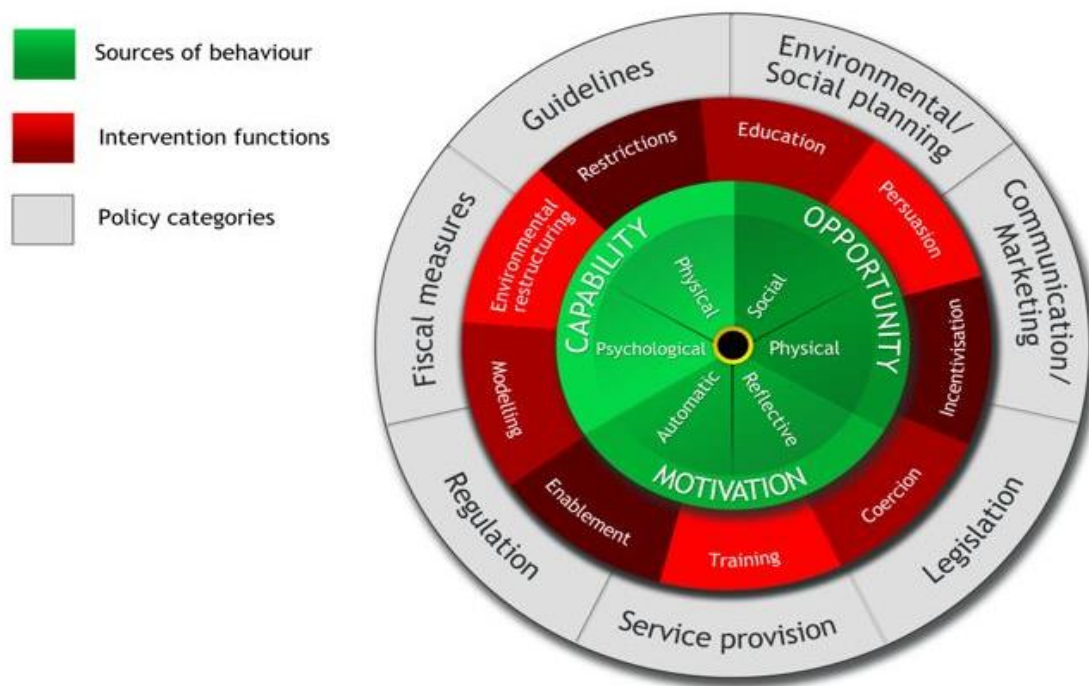 Sources of behaviour
Intervention functions
Policy categories
Guidelines
Environmental/
Social planning
Communication/
Marketing
Legislation
Service provision
Regulation
Fiscal measures
Restrictions
Education
Persuasion
Incentivisation
Coercion
Training
Enablement
Modelling
Environmental
restructuring
CAPABILITY
OPPORTUNITY
MOTIVATION
Physical
Social
Physical
Reflective
Automatic
Psychological